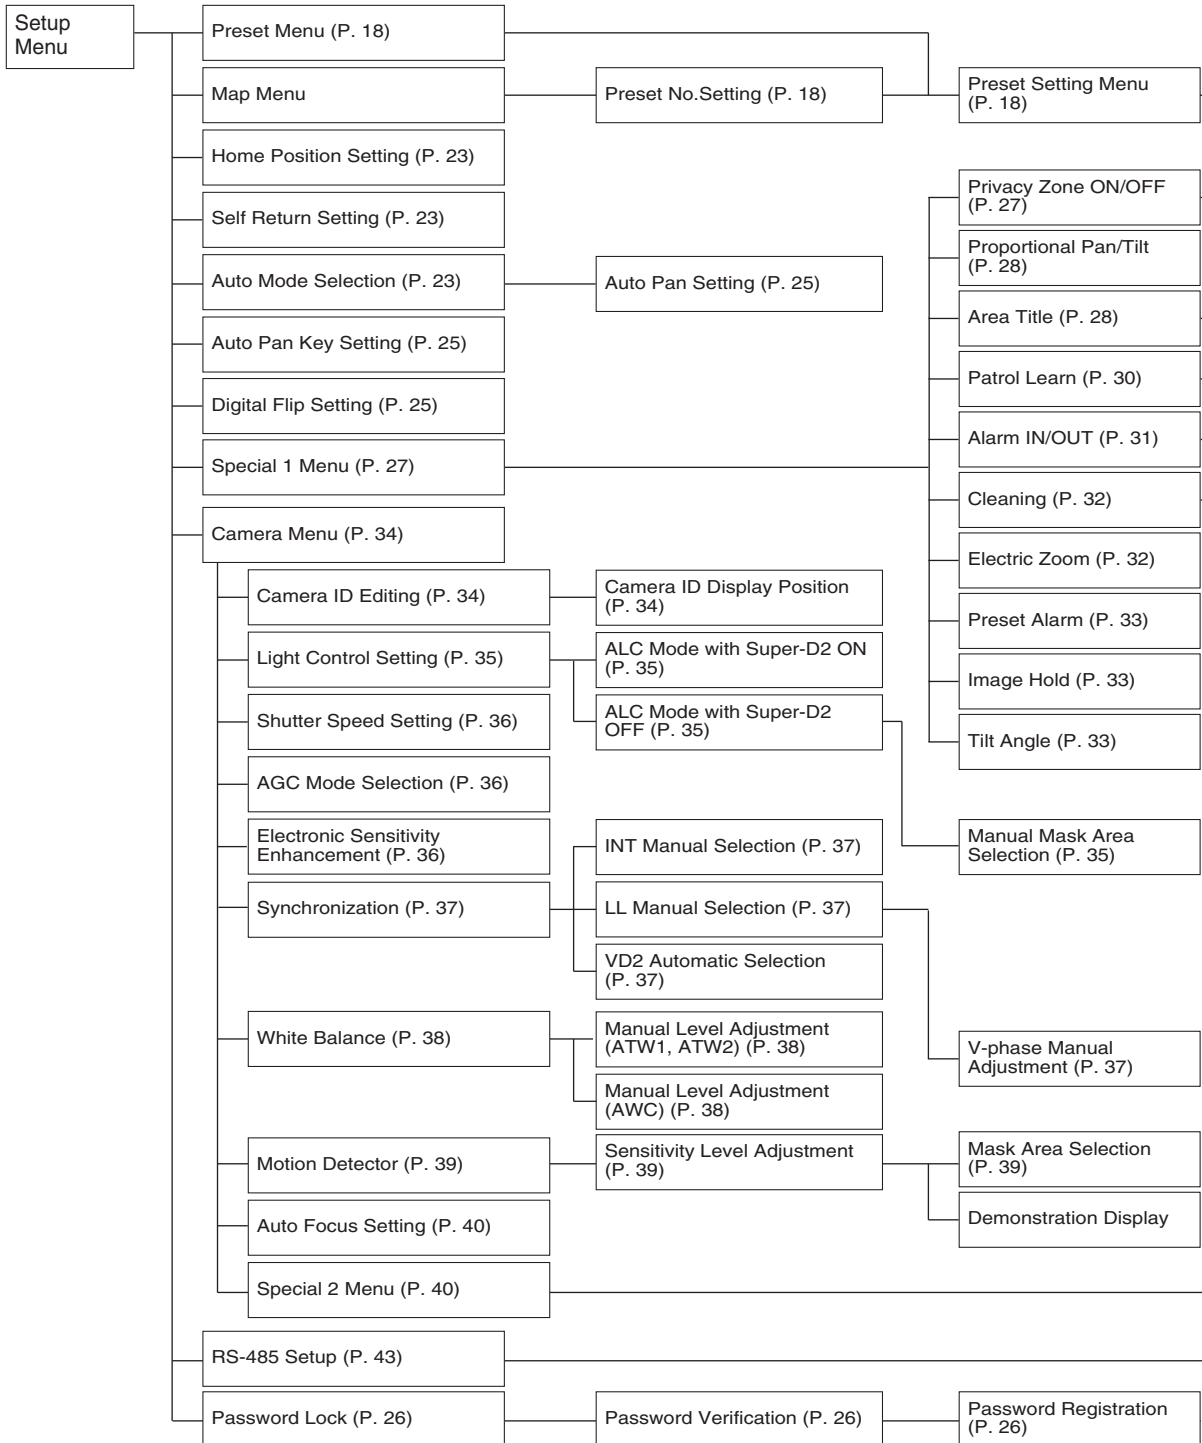 Setup
Menu
Preset Menu (P. 18)
Map Menu
Preset No.Setting (P. 18)
Preset Setting Menu
(P. 18)
Home Position Setting (P. 23)
Self Return Setting (P. 23)
Auto Mode Selection (P. 23)
Auto Pan Setting (P. 25)
Auto Pan Key Setting (P. 25)
Digital Flip Setting (P. 25)
Special 1 Menu (P. 27)
Privacy Zone ON/OFF
(P. 27)
Proportional Pan/Tilt
(P. 28)
Area Title (P. 28)
Patrol Learn (P. 30)
Alarm IN/OUT (P. 31)
Cleaning (P. 32)
Electric Zoom (P. 32)
Preset Alarm (P. 33)
Image Hold (P. 33)
Tilt Angle (P. 33)
Camera Menu (P. 34)
Camera ID Editing (P. 34)
Camera ID Display Position
(P. 34)
Light Control Setting (P. 35)
ALC Mode with Super-D2 ON
(P. 35)
ALC Mode with Super-D2
OFF (P. 35)
Manual Mask Area
Selection (P. 35)
Shutter Speed Setting (P. 36)
AGC Mode Selection (P. 36)
Electronic Sensitivity
Enhancement (P. 36)
Synchronization (P. 37)
INT Manual Selection (P. 37)
LL Manual Selection (P. 37)
VD2 Automatic Selection
(P. 37)
V-phase Manual
Adjustment (P. 37)
White Balance (P. 38)
Manual Level Adjustment
(ATW1, ATW2) (P. 38)
Manual Level Adjustment
(AWC) (P. 38)
Motion Detector (P. 39)
Sensitivity Level Adjustment
(P. 39)
Mask Area Selection
(P. 39)
Demonstration Display
Auto Focus Setting (P. 40)
Special 2 Menu (P. 40)
RS-485 Setup (P. 43)
Password Lock (P. 26)
Password Verification (P. 26)
Password Registration
(P. 26)